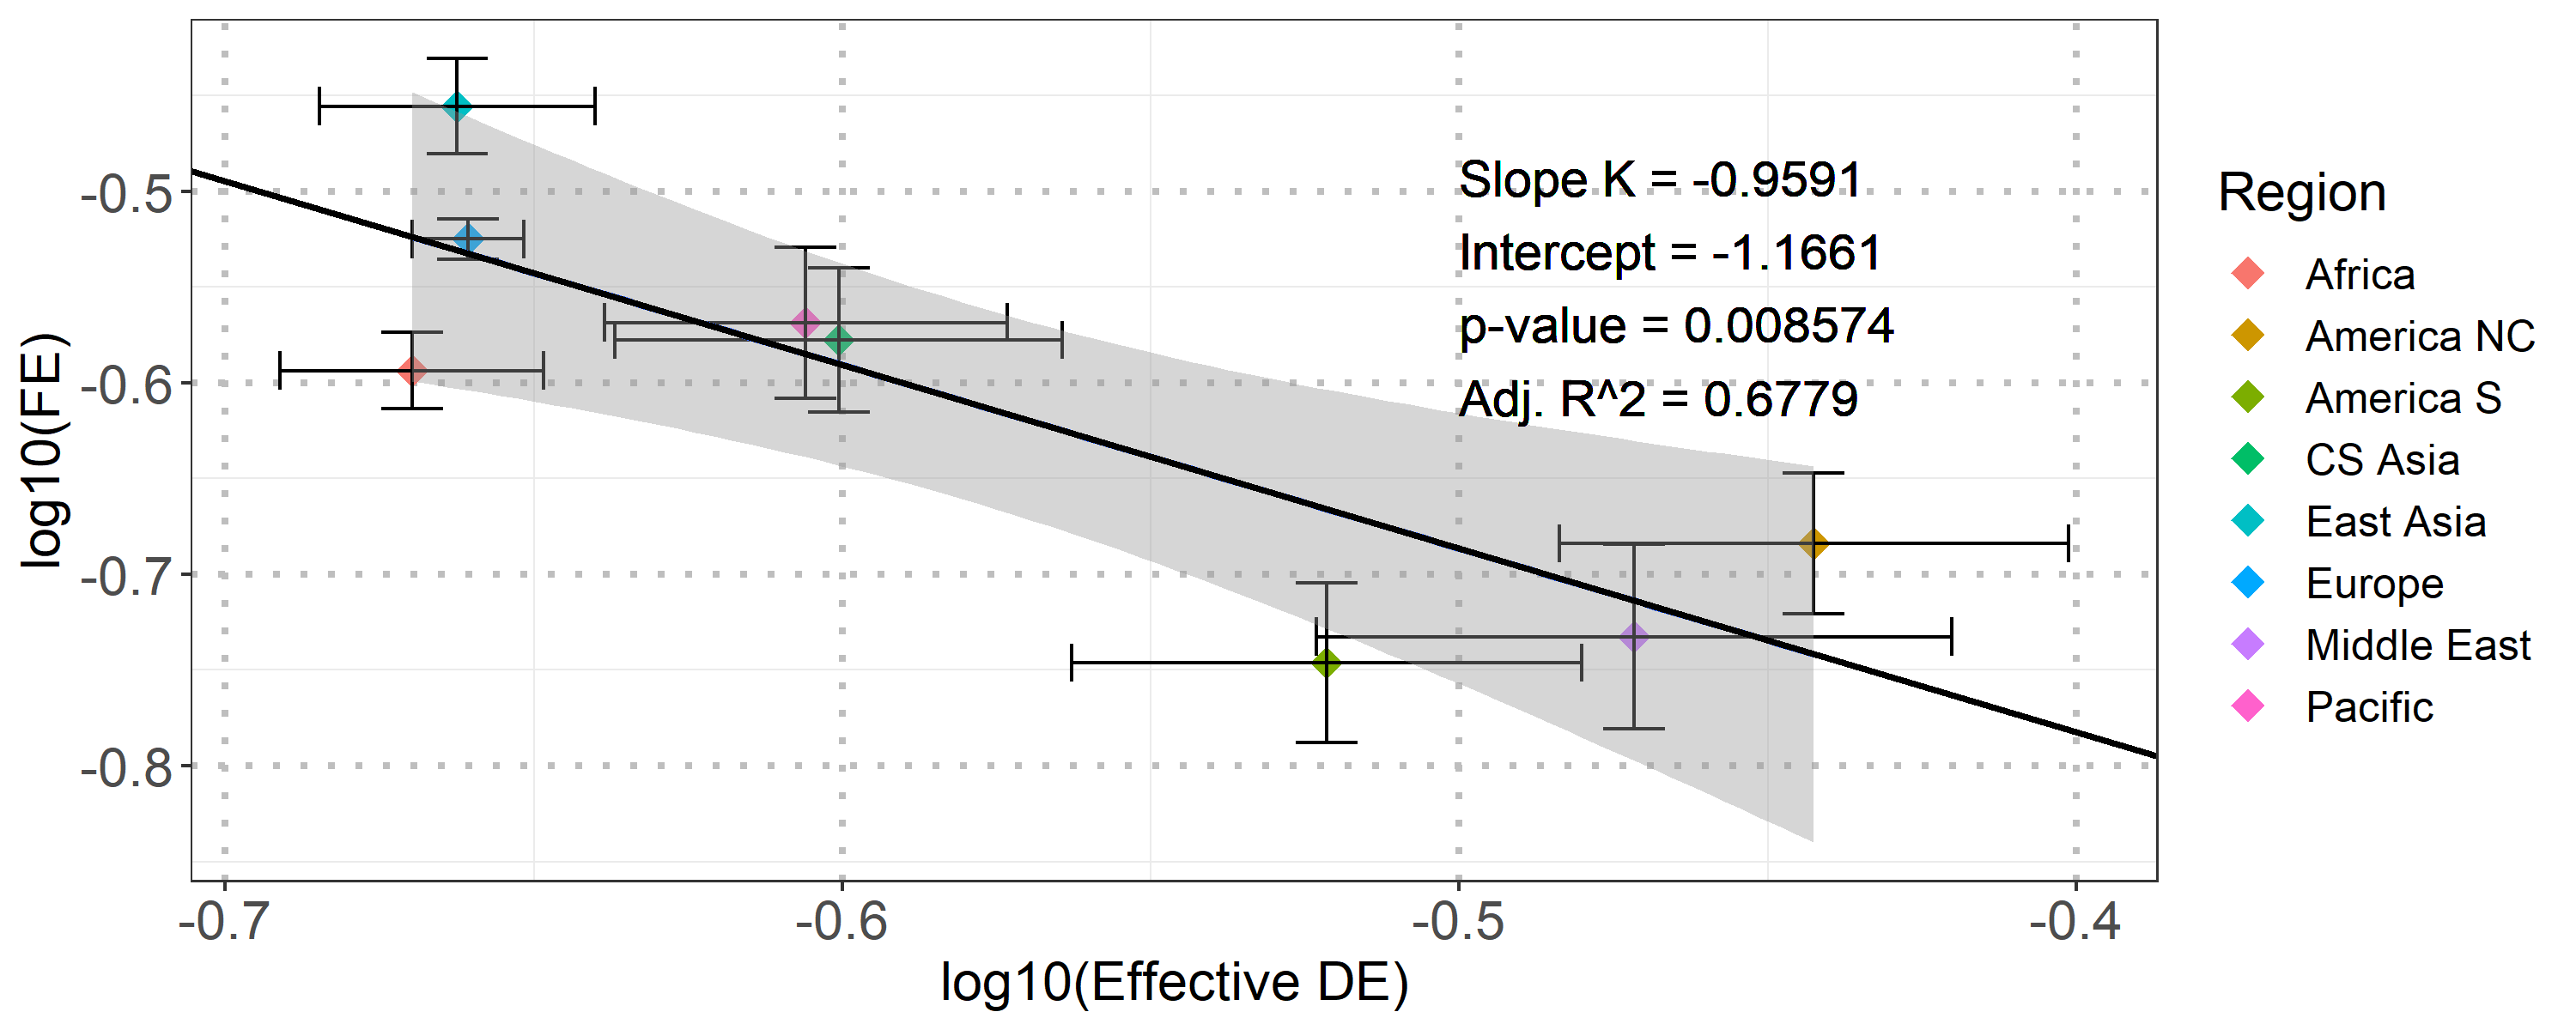 Slope K = -0.9591
Intercept = -1.1661
p-value = 0.008574
Adj. R^2 = 0.6779
log10(FE)
-0.5
-0.6
-0.7
-0.8
-0.7
-0.6
-0.5
-0.4
log10(Effective DE)
Region
Africa
America NC
America S
CS Asia
East Asia
Europe
Middle East
Pacific